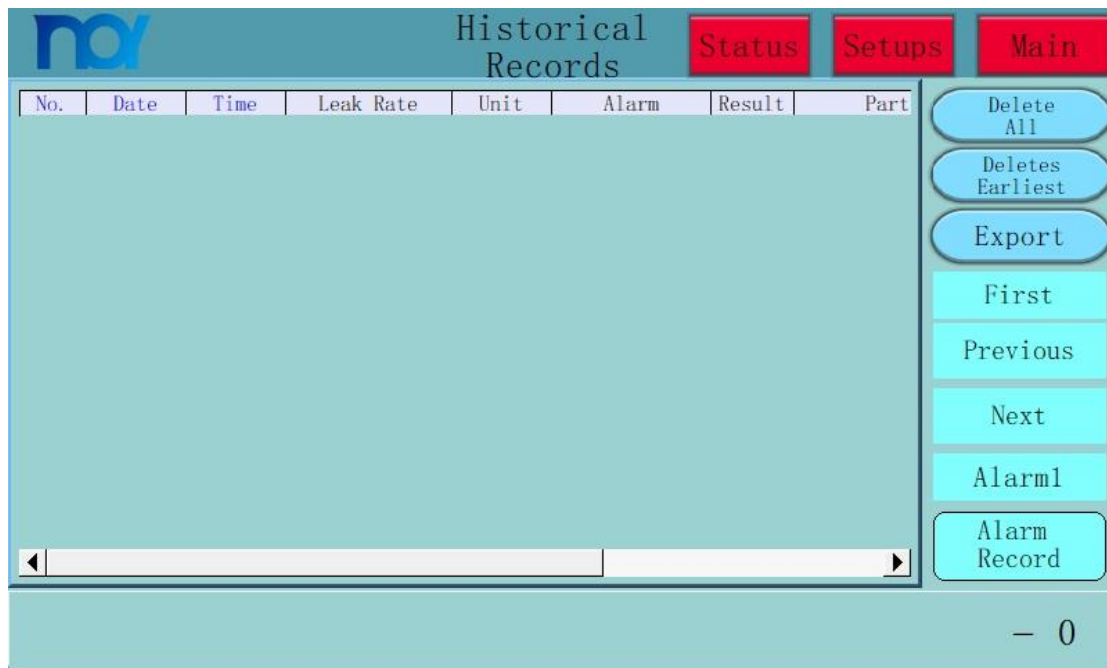 noy
Historical
Records
Status
Setups
Main
No. Date Time Leak Rate Unit Alarm Result Part
Delete
All
Deletes
Earliest
Export
First
Previous
Next
Alarm1
Alarm
Record
- 0